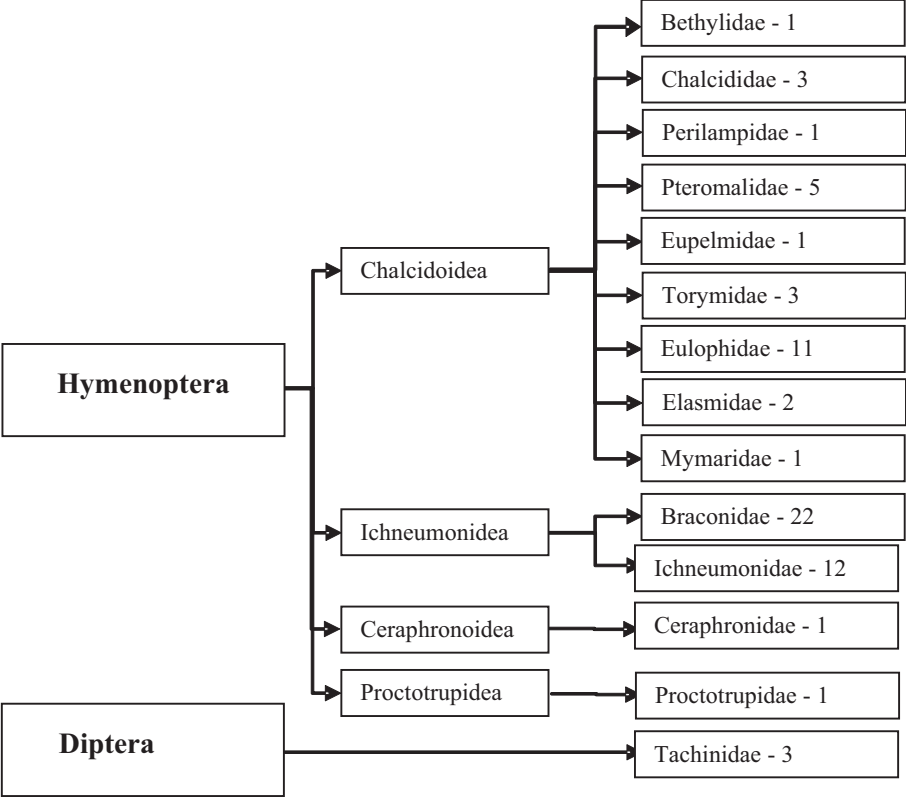 Bethylidae - 1
Chalcididae - 3
Perilampidae - 1
Pteromalidae - 5
Eupelmidae - 1
Chalcidoidea
Torymidae - 3
Eulophidae - 11
Hymenoptera
Elasmidae - 2
Mymaridae - 1
Braconidae - 22
Ichneumonidea
Ichneumonidae - 12
Ceraphronoidea
Ceraphronidae - 1
Proctotrupidea
Proctotrupidae - 1
Diptera
Tachinidae - 3